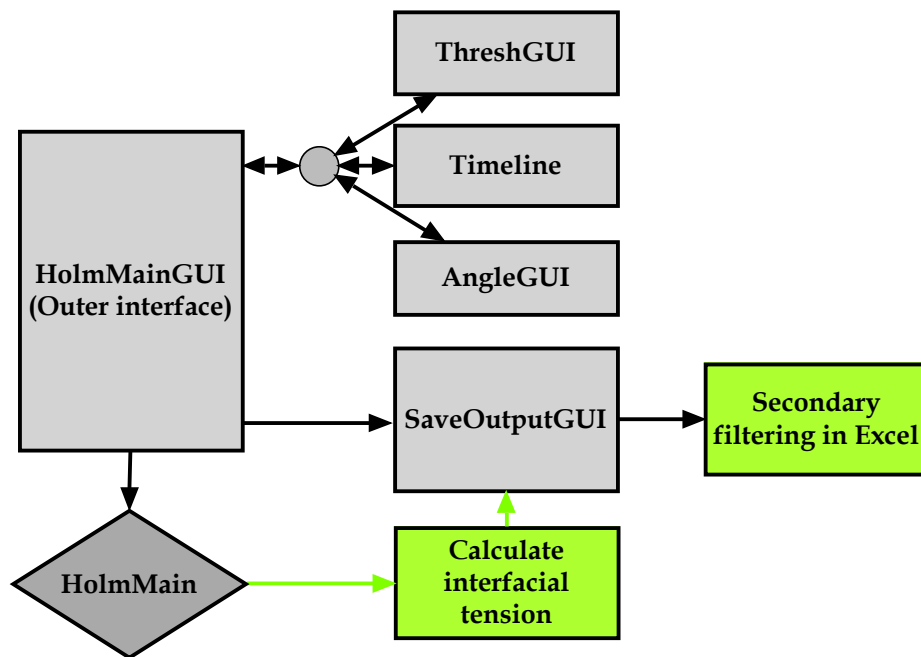 ThreshGUI
Timeline
HolmMainGUI
(Outer interface)
AngleGUI
SaveOutputGUI
Secondary
filtering in Excel
HolmMain
Calculate
interfacial
tension